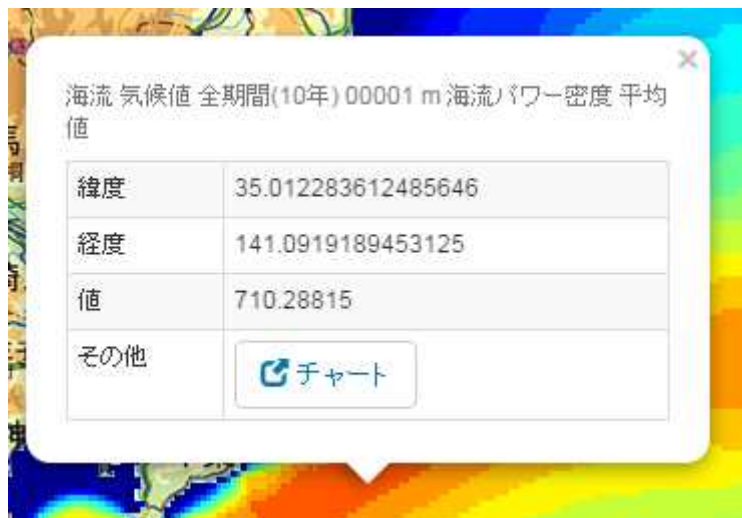 ×
海流 気候値 全期間(10年) 00001 m 海流パワー密度 平均
値
緯度 35.012283612485646
経度 141.0919189453125
値 710.28815
その他 チャート